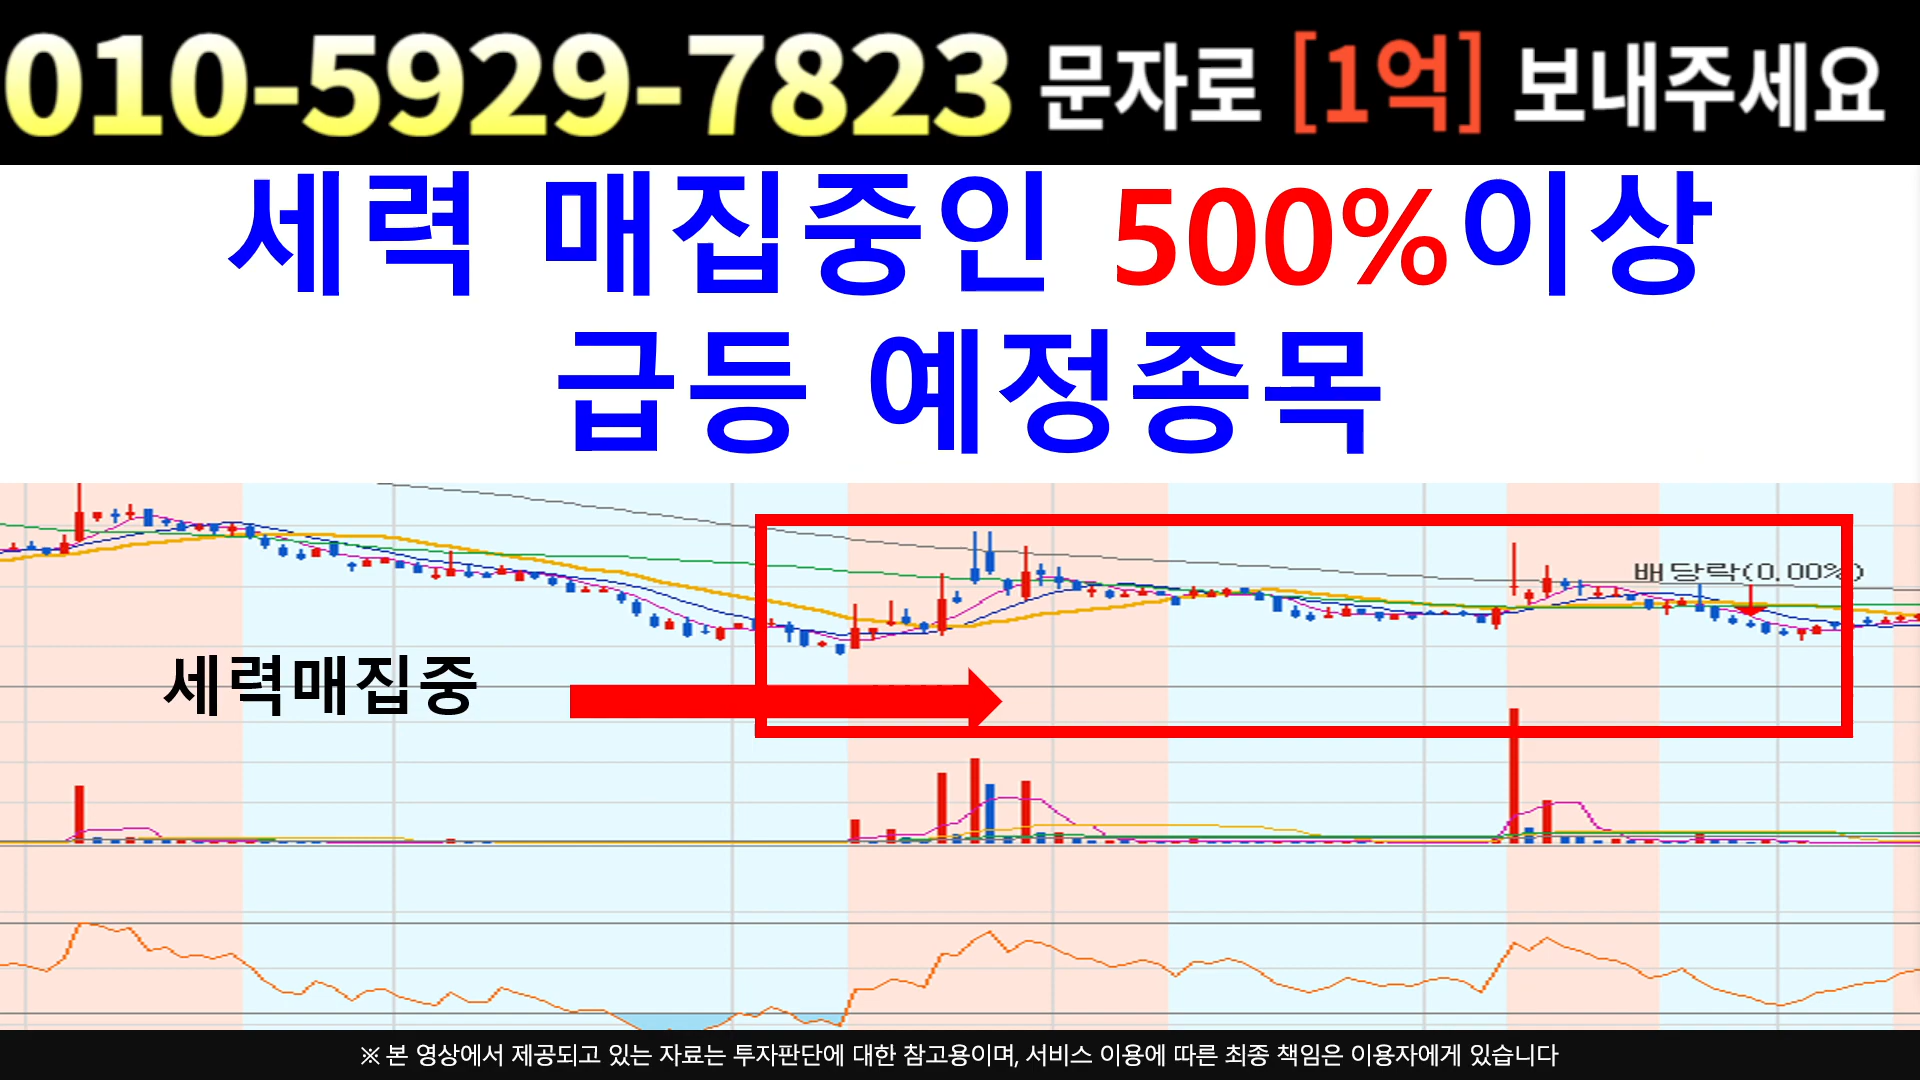 010-5929-7823 문자로 [1억] 보내주세요
세력 매집중인 500%이상
급등 예정종목
배당락(0.00%)
세력매집중
※ 본 영상에서 제공되고 있는 자료는 투자판단에 대한 참고용이며, 서비스 이용에 따른 최종 책임은 이용자에게 있습니다